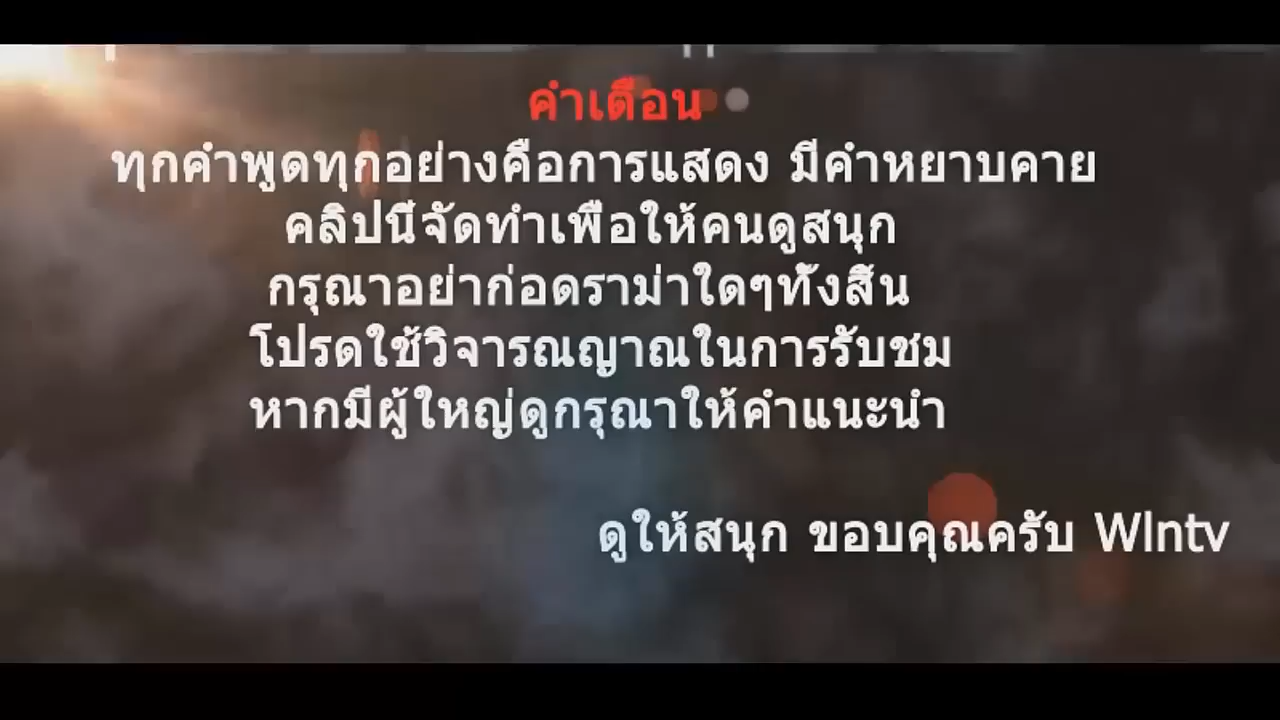 คำเตือน
ทุกคำพูดทุกอย่างคือการแสดง มีคำหยาบคาย
คลิปนี้จัดทำเพื่อให้คนดูสนุก
กรุณาอย่าก่อดราม่าใดๆทั้งสิ้น
โปรดใช้วิจารณญาณในการรับชม
หากมีผู้ใหญ่ดูกรุณาให้คำแนะนำ
ดูให้สนุก ขอบคุณครับ Wlntv